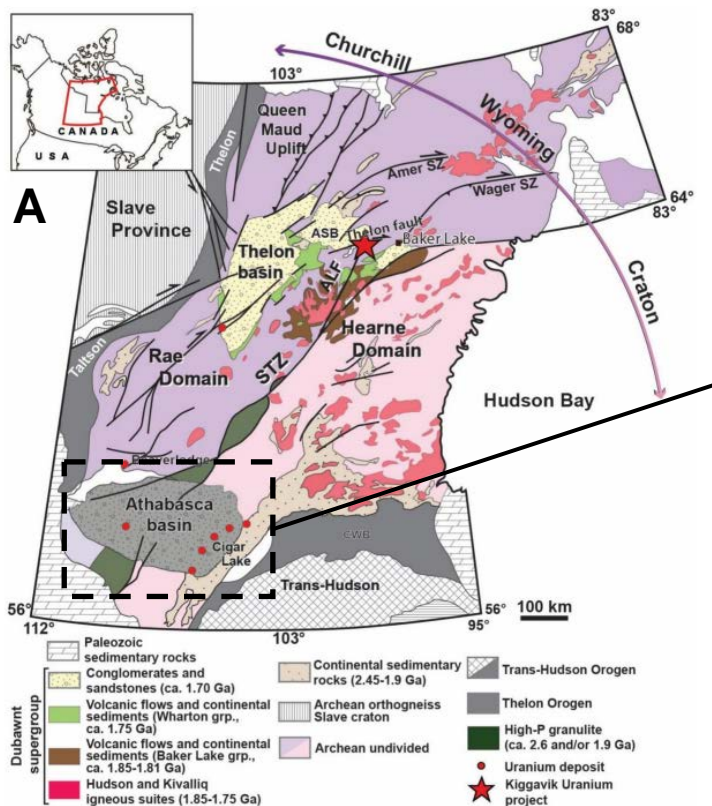 CANADA
USA
A
103°
83°
68°
Churchill
Wyoming
Craton
Queen
Maud
Uplift
Thelon
Amer SZ
Wager SZ
64°
83°
Slave
Province
ASB
Thelon fault
Baker Lake
Thelon
basin
ALF
Hearne
Domain
Taltson
Rae
Domain
STZ
Hudson Bay
Beaverlodge
Athabasca
basin
Cigar
Lake
CWB
Trans-Hudson
56°
112°
103°
56°
95°
100 km
Paleozoic
sedimentary rocks
Dubawnt
supergroup
Conglomerates and
sandstones (ca. 1.70 Ga)
Volcanic flows and continental
sediments (Wharton grp.,
ca. 1.75 Ga)
Volcanic flows and continental
sediments (Baker Lake grp.,
ca. 1.85-1.81 Ga)
Hudson and Kivalliq
igneous suites (1.85-1.75 Ga)
Continental sedimentary
rocks (2.45-1.9 Ga)
Archean orthogneiss
Slave craton
Archean undivided
Trans-Hudson Orogen
Thelon Orogen
High-P granulite
(ca. 2.6 and/or 1.9 Ga)
Uranium deposit
Kiggavik Uranium
project